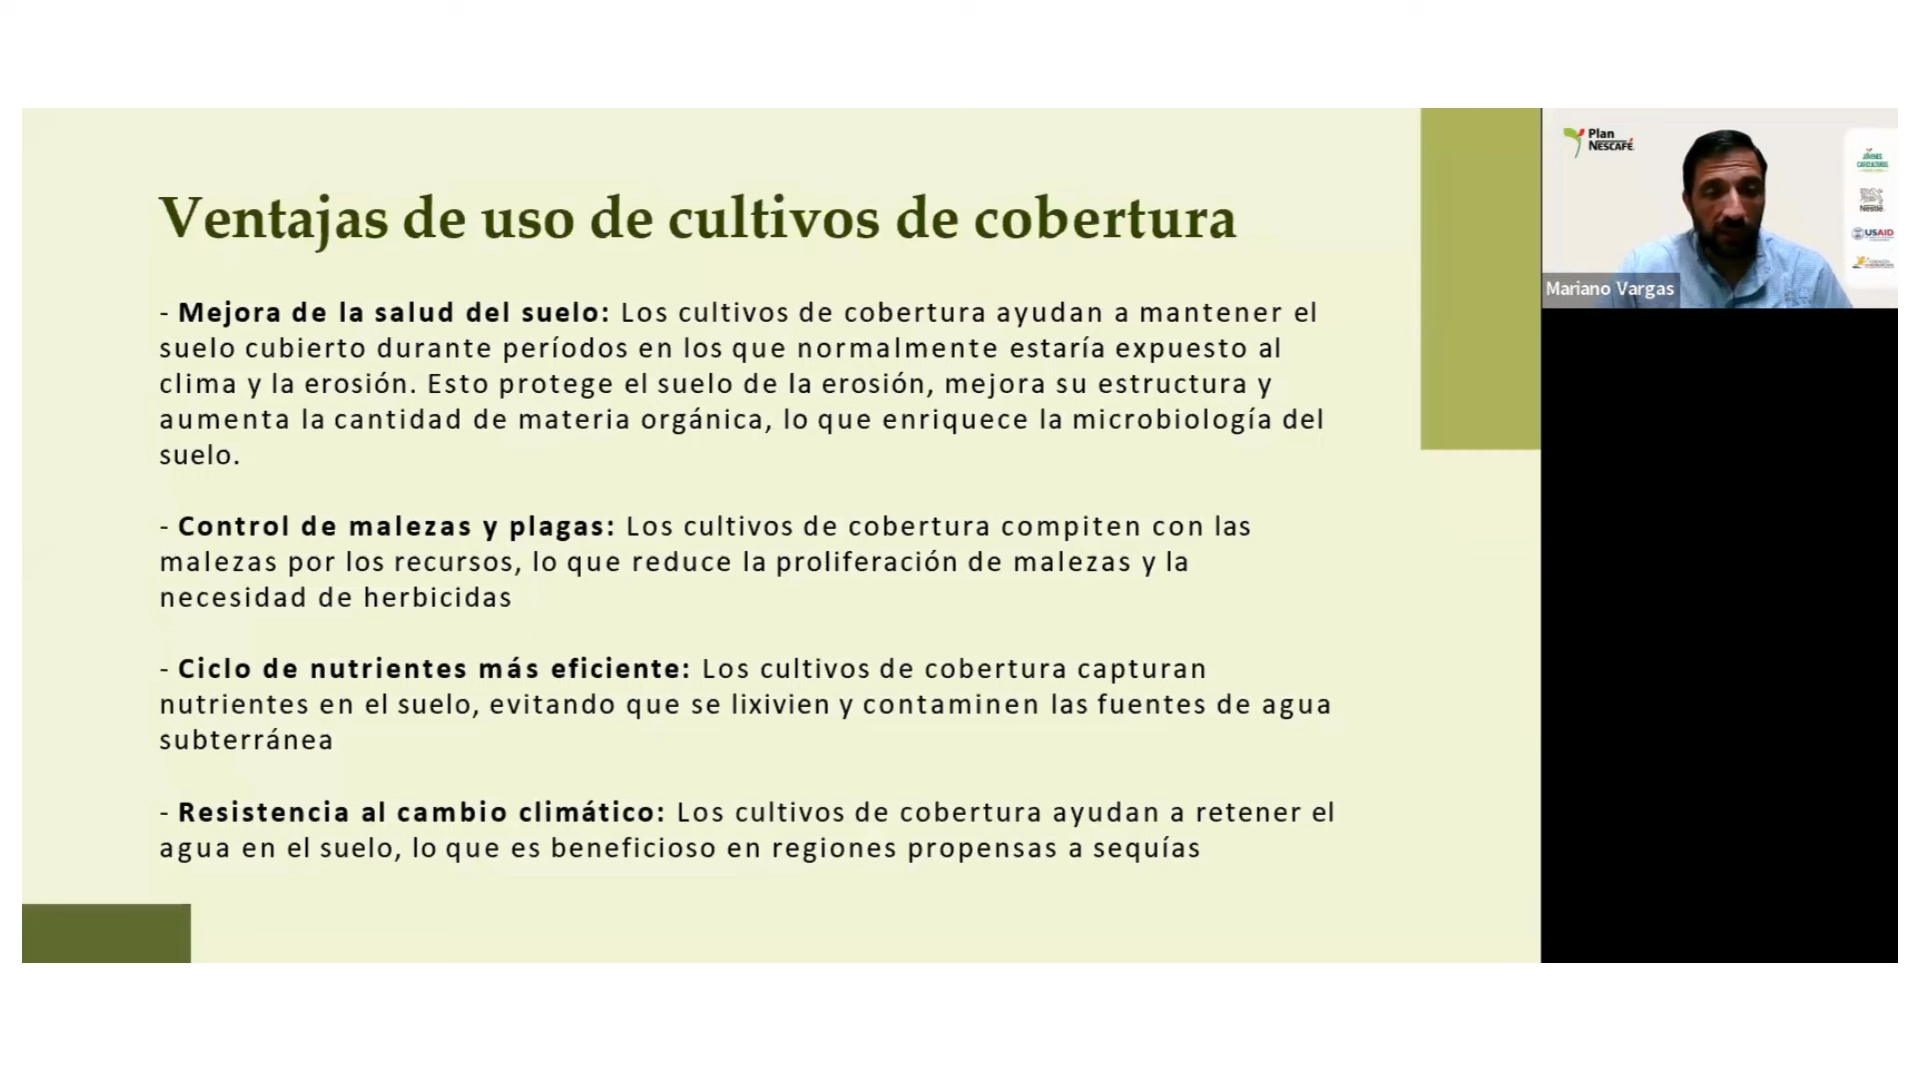 Ventajas de uso de cultivos de cobertura
- Mejora de la salud del suelo: Los cultivos de cobertura ayudan a mantener el
suelo cubierto durante períodos en los que normalmente estaría expuesto al
clima y la erosión. Esto protege el suelo de la erosión, mejora su estructura y
aumenta la cantidad de materia orgánica, lo que enriquece la microbiología del
suelo.
- Control de malezas y plagas: Los cultivos de cobertura compiten con las
malezas por los recursos, lo que reduce la proliferación de malezas y la
necesidad de herbicidas
- Ciclo de nutrientes más eficiente: Los cultivos de cobertura capturan
nutrientes en el suelo, evitando que se lixivien y contaminen las fuentes de agua
subterránea
- Resistencia al cambio climático: Los cultivos de cobertura ayudan a retener el
agua en el suelo, lo que es beneficioso en regiones propensas a sequías
Plan
NESCAFÉ
Nestlé
USAID
Mariano Vargas